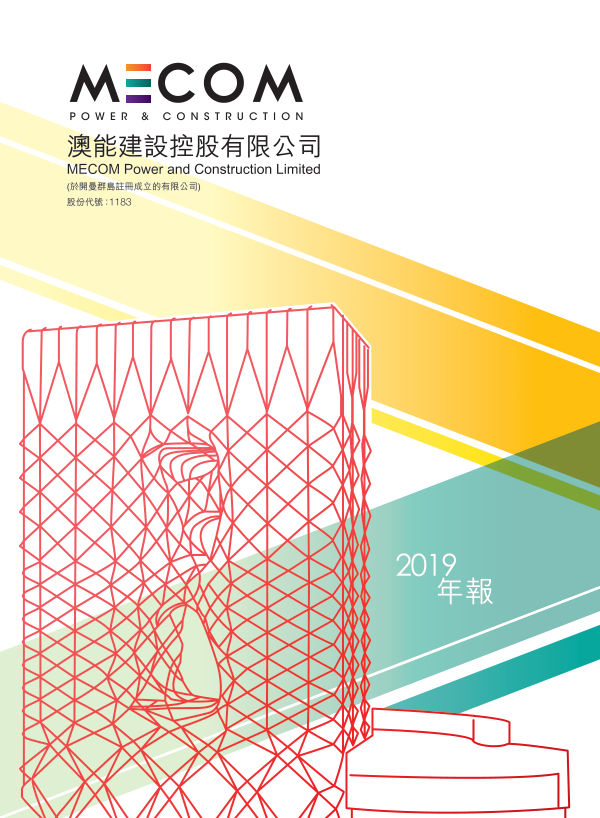 MECOM
POWER & CONSTRUCTION
澳能建設控股有限公司
MECOM Power and Construction Limited
(於開曼群島註冊成立的有限公司)
股份代號：1183
2019
年報